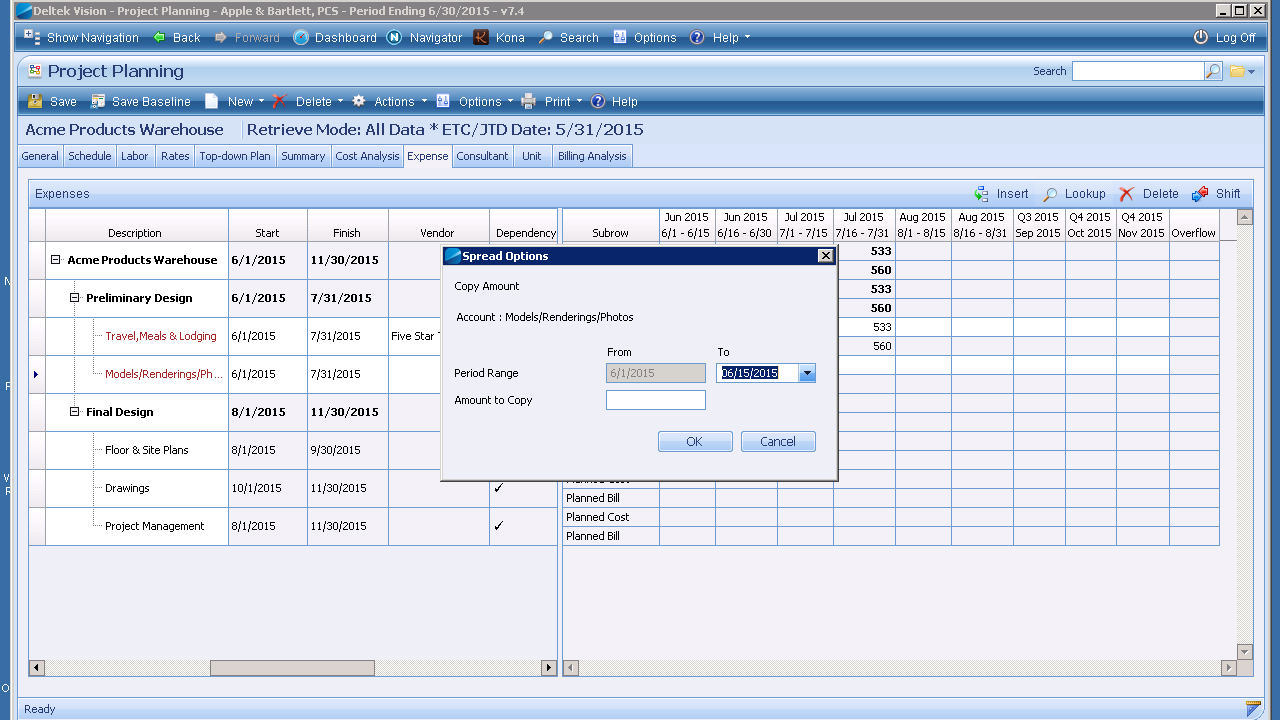 Deltek Vision - Project Planning - Apple & Bartlett, PCS - Period Ending 6/30/2015 - v7.4
Show Navigation Back Forward Dashboard Navigator Kona Search Options Help Log Off
Project Planning Search
Save Save Baseline New Delete Actions Options Print Help
Acme Products Warehouse Retrieve Mode: All Data * ETC/JTD Date: 5/31/2015
General Schedule Labor Rates Top-down Plan Summary Cost Analysis Expense Consultant Unit Billing Analysis
Expenses Insert Lookup Delete Shift
Jun 2015 Jun 2015 Jul 2015 Jul 2015 Aug 2015 Aug 2015 Q3 2015 Q4 2015 Q4 2015
Description Start Finish Vendor Dependency Subrow 6/1 - 6/15 6/16 - 6/30 7/1 - 7/15 7/16 - 7/31 8/1 - 8/15 8/16 - 8/31 Sep 2015 Oct 2015 Nov 2015 Overflow
533
Acme Products Warehouse 6/1/2015 11/30/2015
560
533
Preliminary Design 6/1/2015 7/31/2015
560
533
Travel,Meals & Lodging 6/1/2015 7/31/2015 Five Star T
560
Models/Renderings/Ph ... 6/1/2015 7/31/2015
Final Design 8/1/2015 11/30/2015
Floor & Site Plans 8/1/2015 9/30/2015
Drawings 10/1/2015 11/30/2015 ✓
Planned Bill
Planned Cost
Project Management 8/1/2015 11/30/2015 ✓
Planned Bill
Spread Options
Copy Amount
Account : Models/Renderings/Photos
From To
Period Range 6/1/2015 06/15/2015
Amount to Copy
OK Cancel
Ready